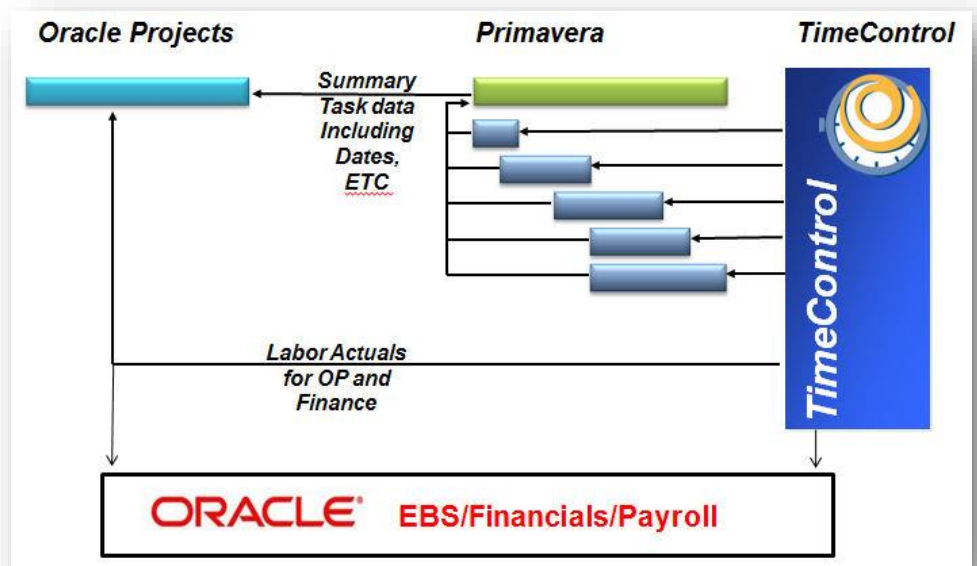 Oracle Projects
Primavera
TimeControl
Summary
Task data
Including
Dates,
ETC
TimeControl
Labor Actuals
for OP and
Finance
ORACLE® EBS/Financials/Payroll